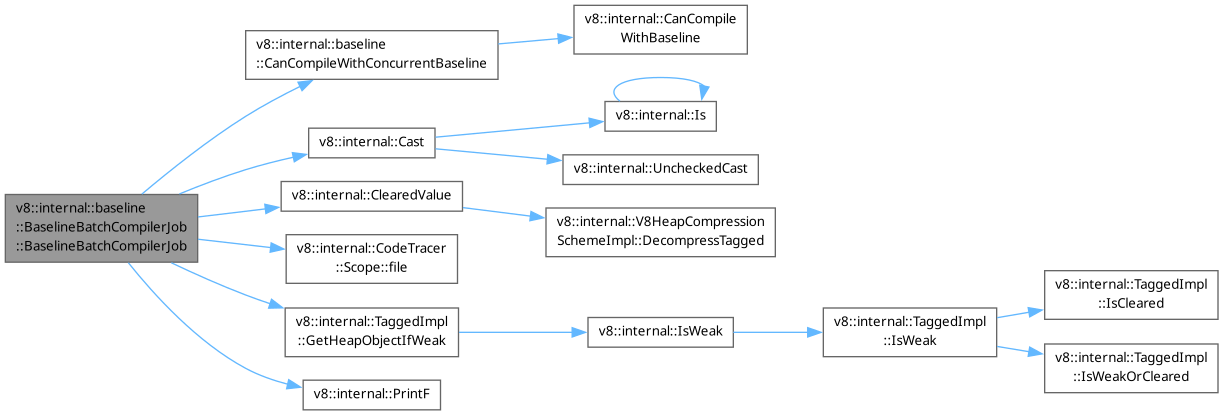 v8::internal::CanCompile
WithBaseline
v8::internal::baseline
::CanCompileWithConcurrentBaseline
v8::internal::Is
v8::internal::Cast
v8::internal::UncheckedCast
v8::internal::ClearedValue
v8::internal::baseline
::BaselineBatchCompilerJob
::BaselineBatchCompilerJob
v8::internal::V8HeapCompression
SchemeImpl::DecompressTagged
v8::internal::CodeTracer
::Scope::file
v8::internal::TaggedImpl
::GetHeapObjectIfWeak
v8::internal::IsWeak
v8::internal::TaggedImpl
::IsWeak
v8::internal::TaggedImpl
::IsCleared
v8::internal::TaggedImpl
::IsWeakOrCleared
v8::internal::PrintF